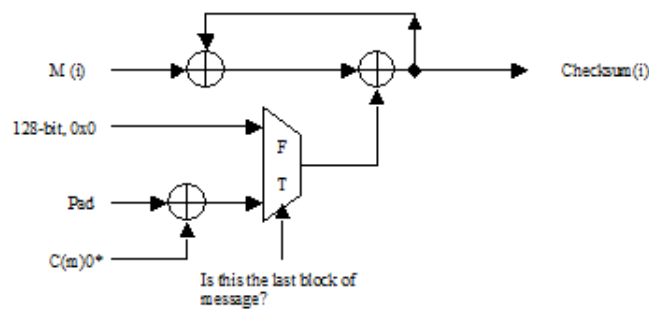 M (i)
Checksum(i)
128-bit, 0x0
F
T
Pad
C(m)0*
Is this the last block of
message?